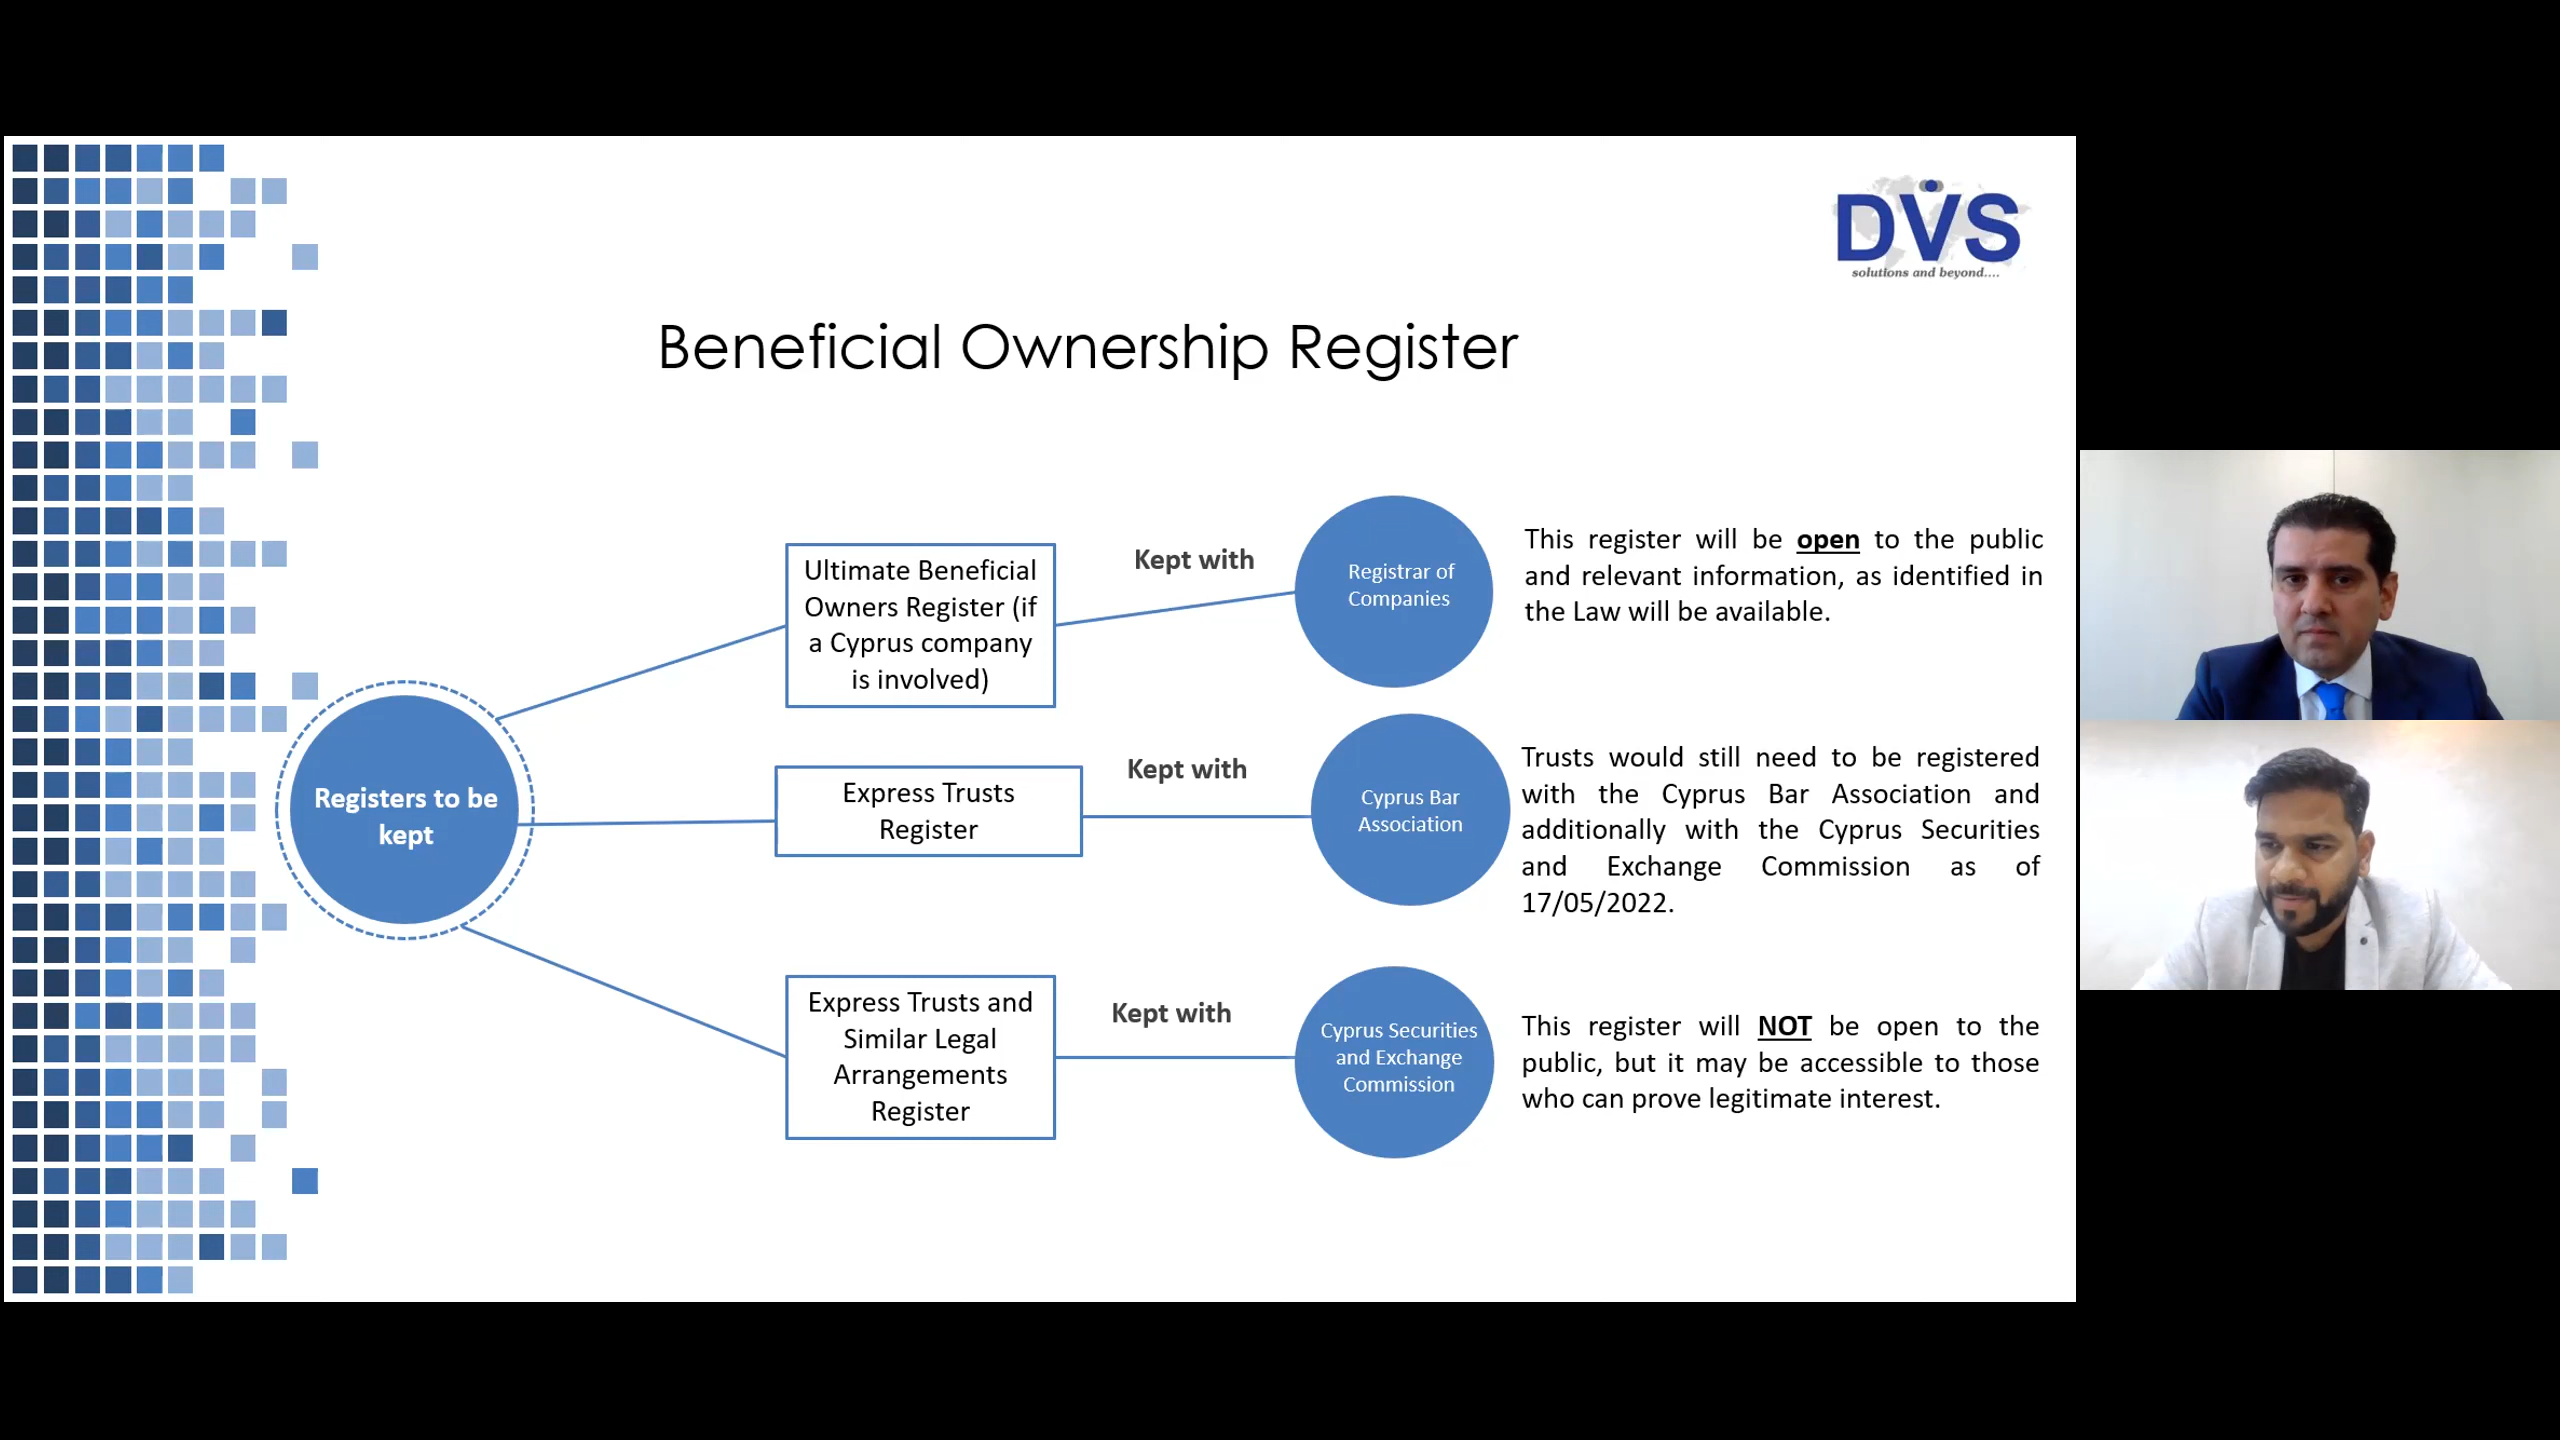 DVS
solutions and beyond....
Beneficial Ownership Register
Registers to be
kept
Ultimate Beneficial
Owners Register (if
a Cyprus company
is involved)
Kept with
Registrar of
Companies
This register will be open to the public
and relevant information, as identified in
the Law will be available.
Express Trusts
Register
Kept with
Cyprus Bar
Association
Trusts would still need to be registered
with the Cyprus Bar Association and
additionally with the Cyprus Securities
and Exchange Commission as of
17/05/2022.
Express Trusts and
Similar Legal
Arrangements
Register
Kept with
Cyprus Securities
and Exchange
Commission
This register will NOT be open to the
public, but it may be accessible to those
who can prove legitimate interest.